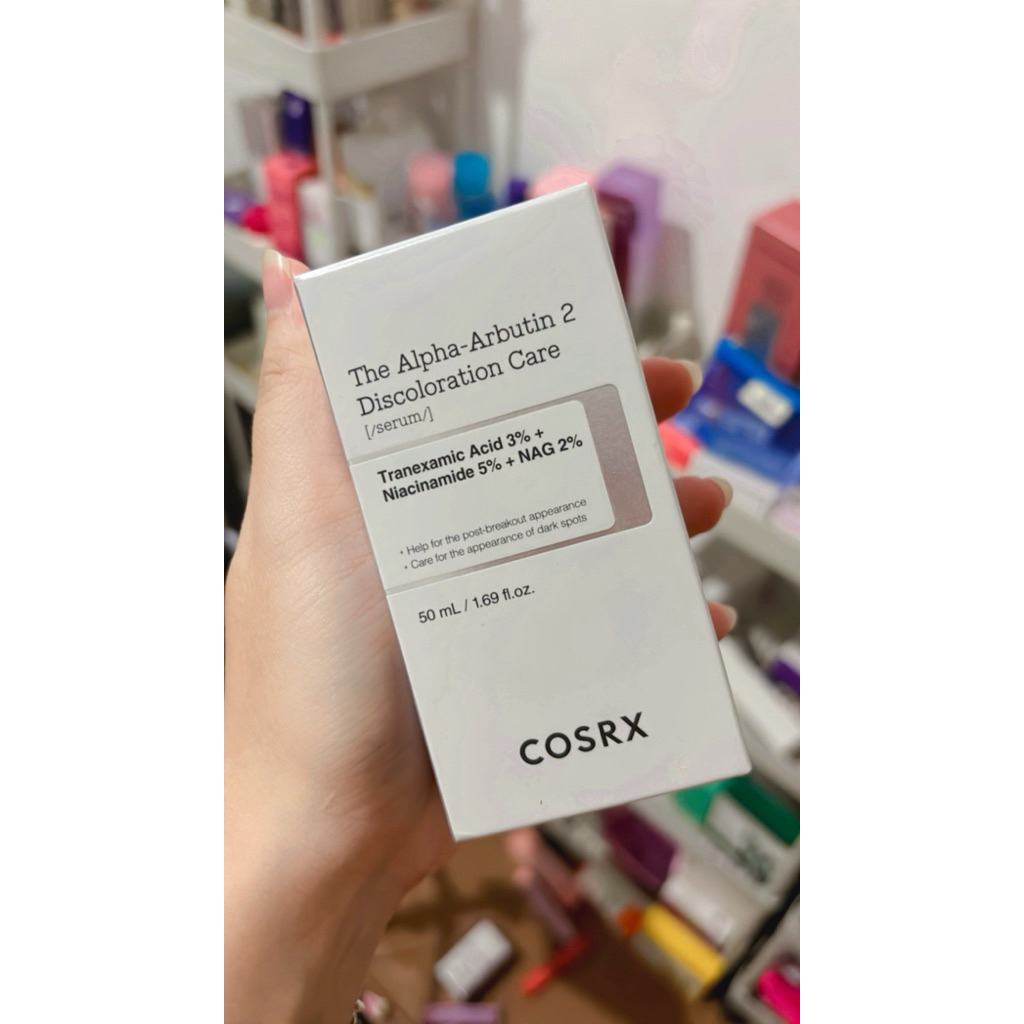 The Alpha-Arbutin 2
Discoloration Care
[/serum/]
Tranexamic Acid 3% +
Niacinamide 5% + NAG 2%
• Help for the post-breakout appearance
• Care for the appearance of dark spots
50 mL / 1.69 fl.oz.
COSRX